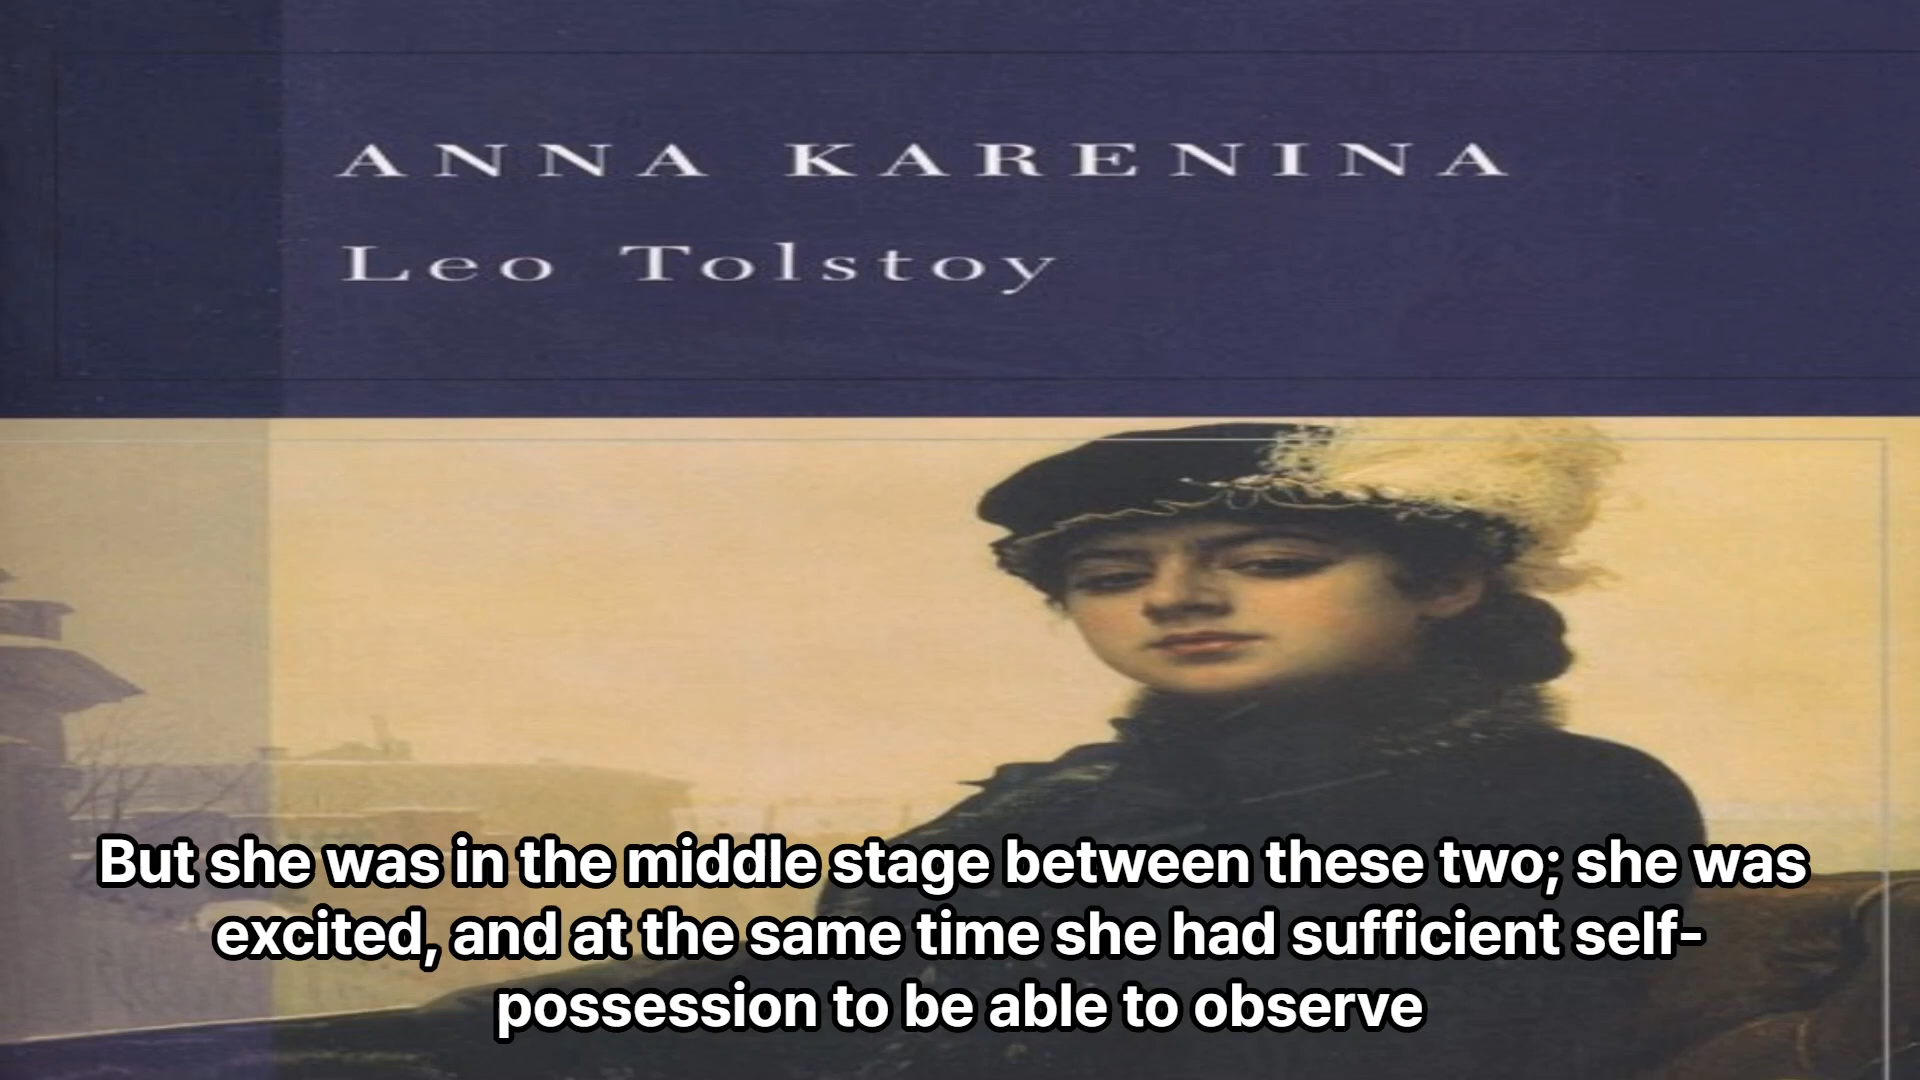 ANNA KARENINA
Leo Tolstoy
But she was in the middle stage between these two; she was
excited, and at the same time she had sufficient self-
possession to be able to observe